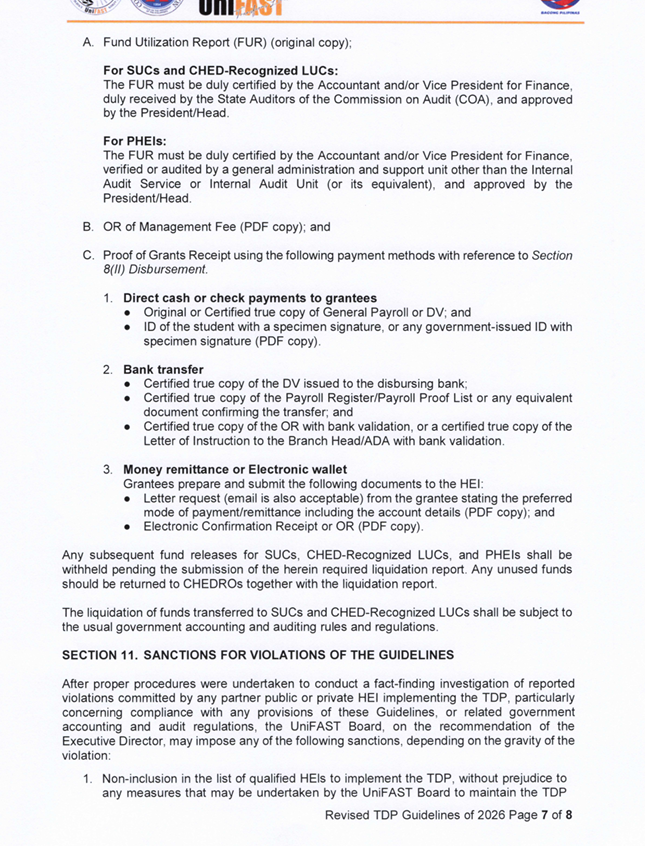 UniFAST
UniFAST
BAGONG PILIPINAS
A. Fund Utilization Report (FUR) (original copy);
For SUCs and CHED-Recognized LUCs:
The FUR must be duly certified by the Accountant and/or Vice President for Finance,
duly received by the State Auditors of the Commission on Audit (COA), and approved
by the President/Head.
For PHEIs:
The FUR must be duly certified by the Accountant and/or Vice President for Finance,
verified or audited by a general administration and support unit other than the Internal
Audit Service or Internal Audit Unit (or its equivalent), and approved by the
President/Head.
B. OR of Management Fee (PDF copy); and
C. Proof of Grants Receipt using the following payment methods with reference to Section
8(II) Disbursement.
1. Direct cash or check payments to grantees
● Original or Certified true copy of General Payroll or DV; and
● ID of the student with a specimen signature, or any government-issued ID with
specimen signature (PDF copy).
2. Bank transfer
● Certified true copy of the DV issued to the disbursing bank;
● Certified true copy of the Payroll Register/Payroll Proof List or any equivalent
document confirming the transfer; and
● Certified true copy of the OR with bank validation, or a certified true copy of the
Letter of Instruction to the Branch Head/ADA with bank validation.
3. Money remittance or Electronic wallet
Grantees prepare and submit the following documents to the HEI:
● Letter request (email is also acceptable) from the grantee stating the preferred
mode of payment/remittance including the account details (PDF copy); and
● Electronic Confirmation Receipt or OR (PDF copy).
Any subsequent fund releases for SUCs, CHED-Recognized LUCs, and PHEIs shall be
withheld pending the submission of the herein required liquidation report. Any unused funds
should be returned to CHEDROs together with the liquidation report.
The liquidation of funds transferred to SUCs and CHED-Recognized LUCs shall be subject to
the usual government accounting and auditing rules and regulations.
SECTION 11. SANCTIONS FOR VIOLATIONS OF THE GUIDELINES
After proper procedures were undertaken to conduct a fact-finding investigation of reported
violations committed by any partner public or private HEI implementing the TDP, particularly
concerning compliance with any provisions of these Guidelines, or related government
accounting and audit regulations, the UniFAST Board, on the recommendation of the
Executive Director, may impose any of the following sanctions, depending on the gravity of the
violation:
1. Non-inclusion in the list of qualified HEIs to implement the TDP, without prejudice to
any measures that may be undertaken by the UniFAST Board to maintain the TDP
Revised TDP Guidelines of 2026 Page 7 of 8